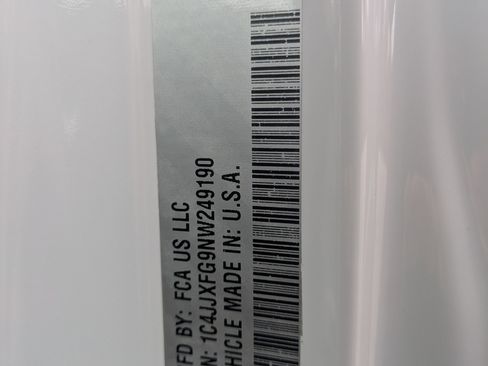 FD BY: FCA US LLC
N: 1C4JJXFG9NW249190
HICLE MADE IN: U.S.A.